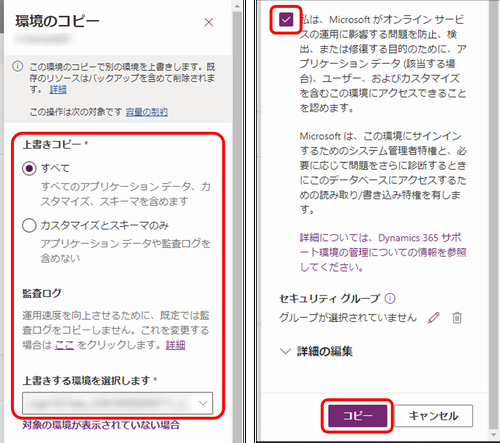 環境のコピー
この環境のコピーで別の環境を上書きします。既
存のリソースはバックアップを含めて削除されま
す。 詳細
この操作は次の対象です 容量の制約
上書きコピー *
すべて
すべてのアプリケーション データ、カ
スタマイズ、スキーマを含めます
カスタマイズとスキーマのみ
アプリケーション データや監査ログを
含めない
監査ログ
運用速度を向上させるために、既定では監
査ログをコピーしません。これを変更する
場合は ここ をクリックします。詳細
上書きする環境を選択します *
対象の環境が表示されていない場合
私は、Microsoft がオンライン サービ
スの運用に影響する問題を防止、検
出、または修復する目的のために、ア
プリケーション データ (該当する場
合)、ユーザー、およびカスタマイズ
を含むこの環境にアクセスできること
を認めます。
Microsoft は、この環境にサインイン
するためのシステム管理者特権と、必
要に応じて問題をさらに診断するとき
にこのデータベースにアクセスするた
めの読み取り/書き込み特権を有しま
す。
詳細については、Dynamics 365 サポ
ート環境の管理についての情報を参照
してください。
セキュリティ グループ
グループが選択されていません
詳細の編集
コピー
キャンセル